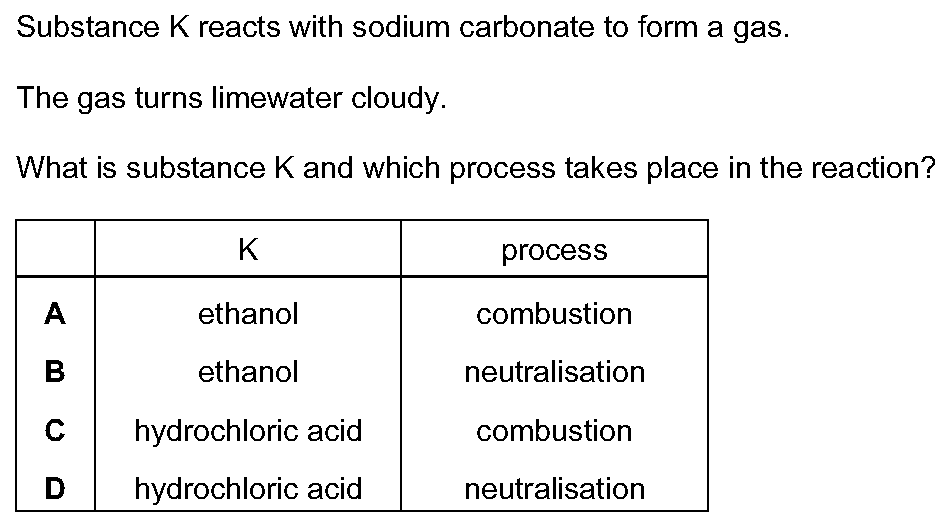 Substance K reacts with sodium carbonate to form a gas.
The gas turns limewater cloudy.
What is substance K and which process takes place in the reaction?
K process
A ethanol combustion
B ethanol neutralisation
C hydrochloric acid combustion
D hydrochloric acid neutralisation